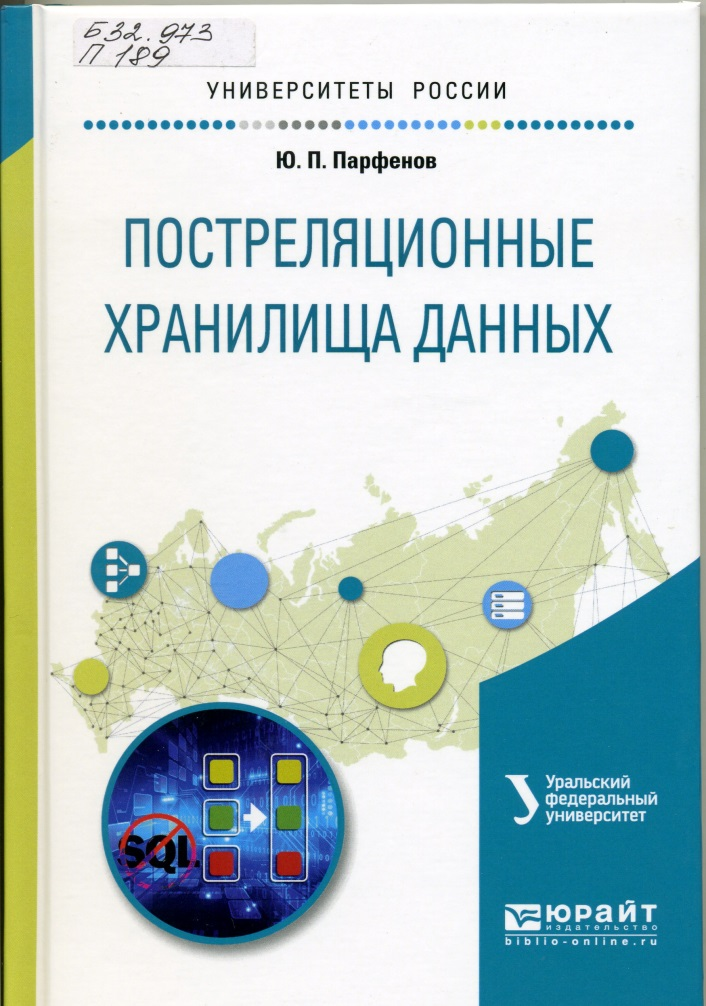 Б32.973
П 189
УНИВЕРСИТЕТЫ РОССИИ
Ю. П. Парфенов
ПОСТРЕЛЯЦИОННЫЕ
ХРАНИЛИЩА ДАННЫХ
SQL
Уральский
федеральный
университет
ЮРАЙТ
издательство
biblio-online.ru